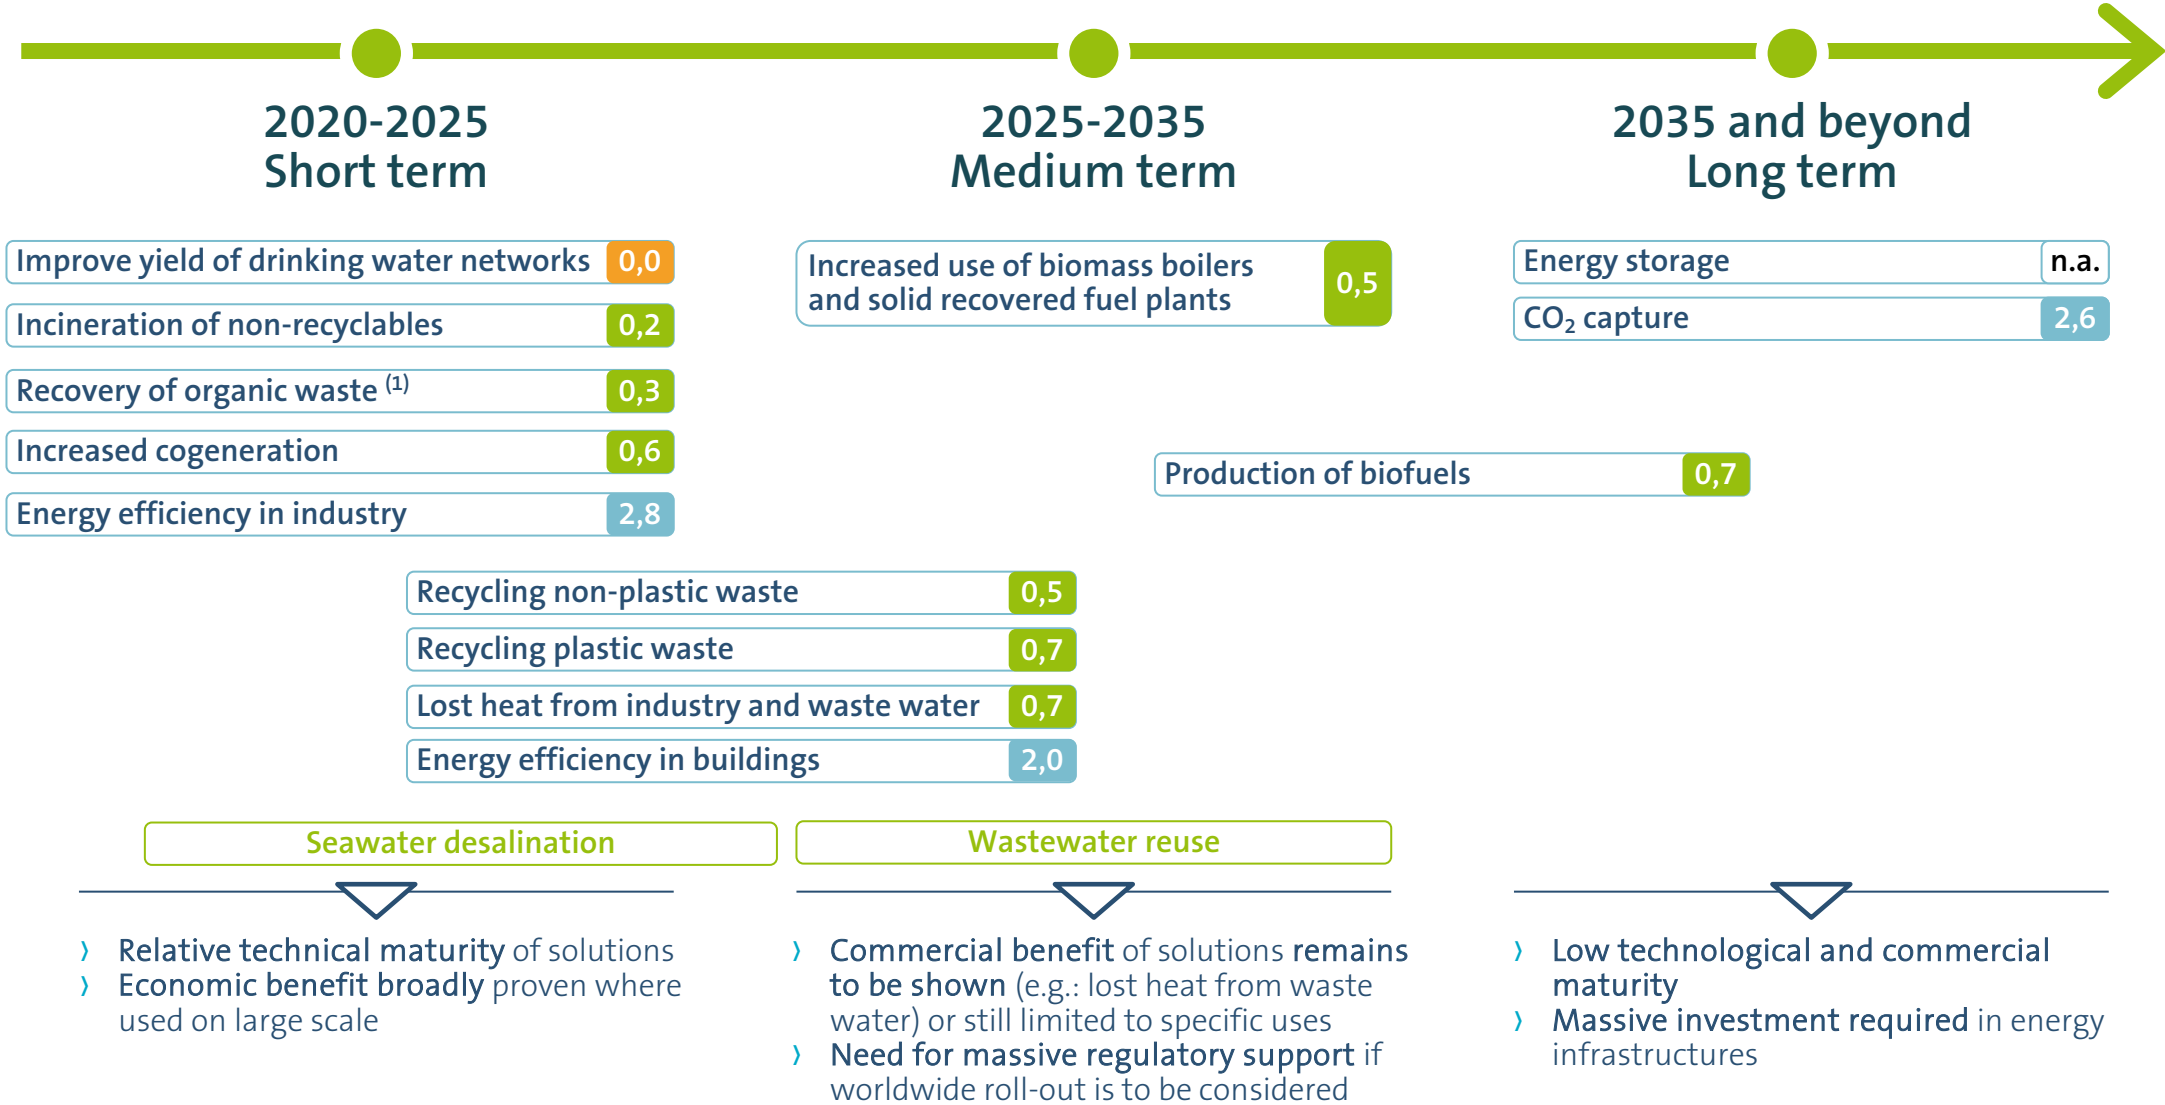 2020-2025
Short term
2025-2035
Medium term
2035 and beyond
Long term
Improve yield of drinking water networks 0,0
Incineration of non-recyclables 0,2
Recovery of organic waste (1) 0,3
Increased cogeneration 0,6
Energy efficiency in industry 2,8
Increased use of biomass boilers
and solid recovered fuel plants
0,5
Energy storage n.a.
CO₂ capture 2,6
Production of biofuels 0,7
Recycling non-plastic waste 0,5
Recycling plastic waste 0,7
Lost heat from industry and waste water 0,7
Energy efficiency in buildings 2,0
Seawater desalination
Wastewater reuse
› Relative technical maturity of solutions
› Economic benefit broadly proven where
used on large scale
› Commercial benefit of solutions remains
to be shown (e.g.: lost heat from waste
water) or still limited to specific uses
› Need for massive regulatory support if
worldwide roll-out is to be considered
› Low technological and commercial
maturity
› Massive investment required in energy
infrastructures